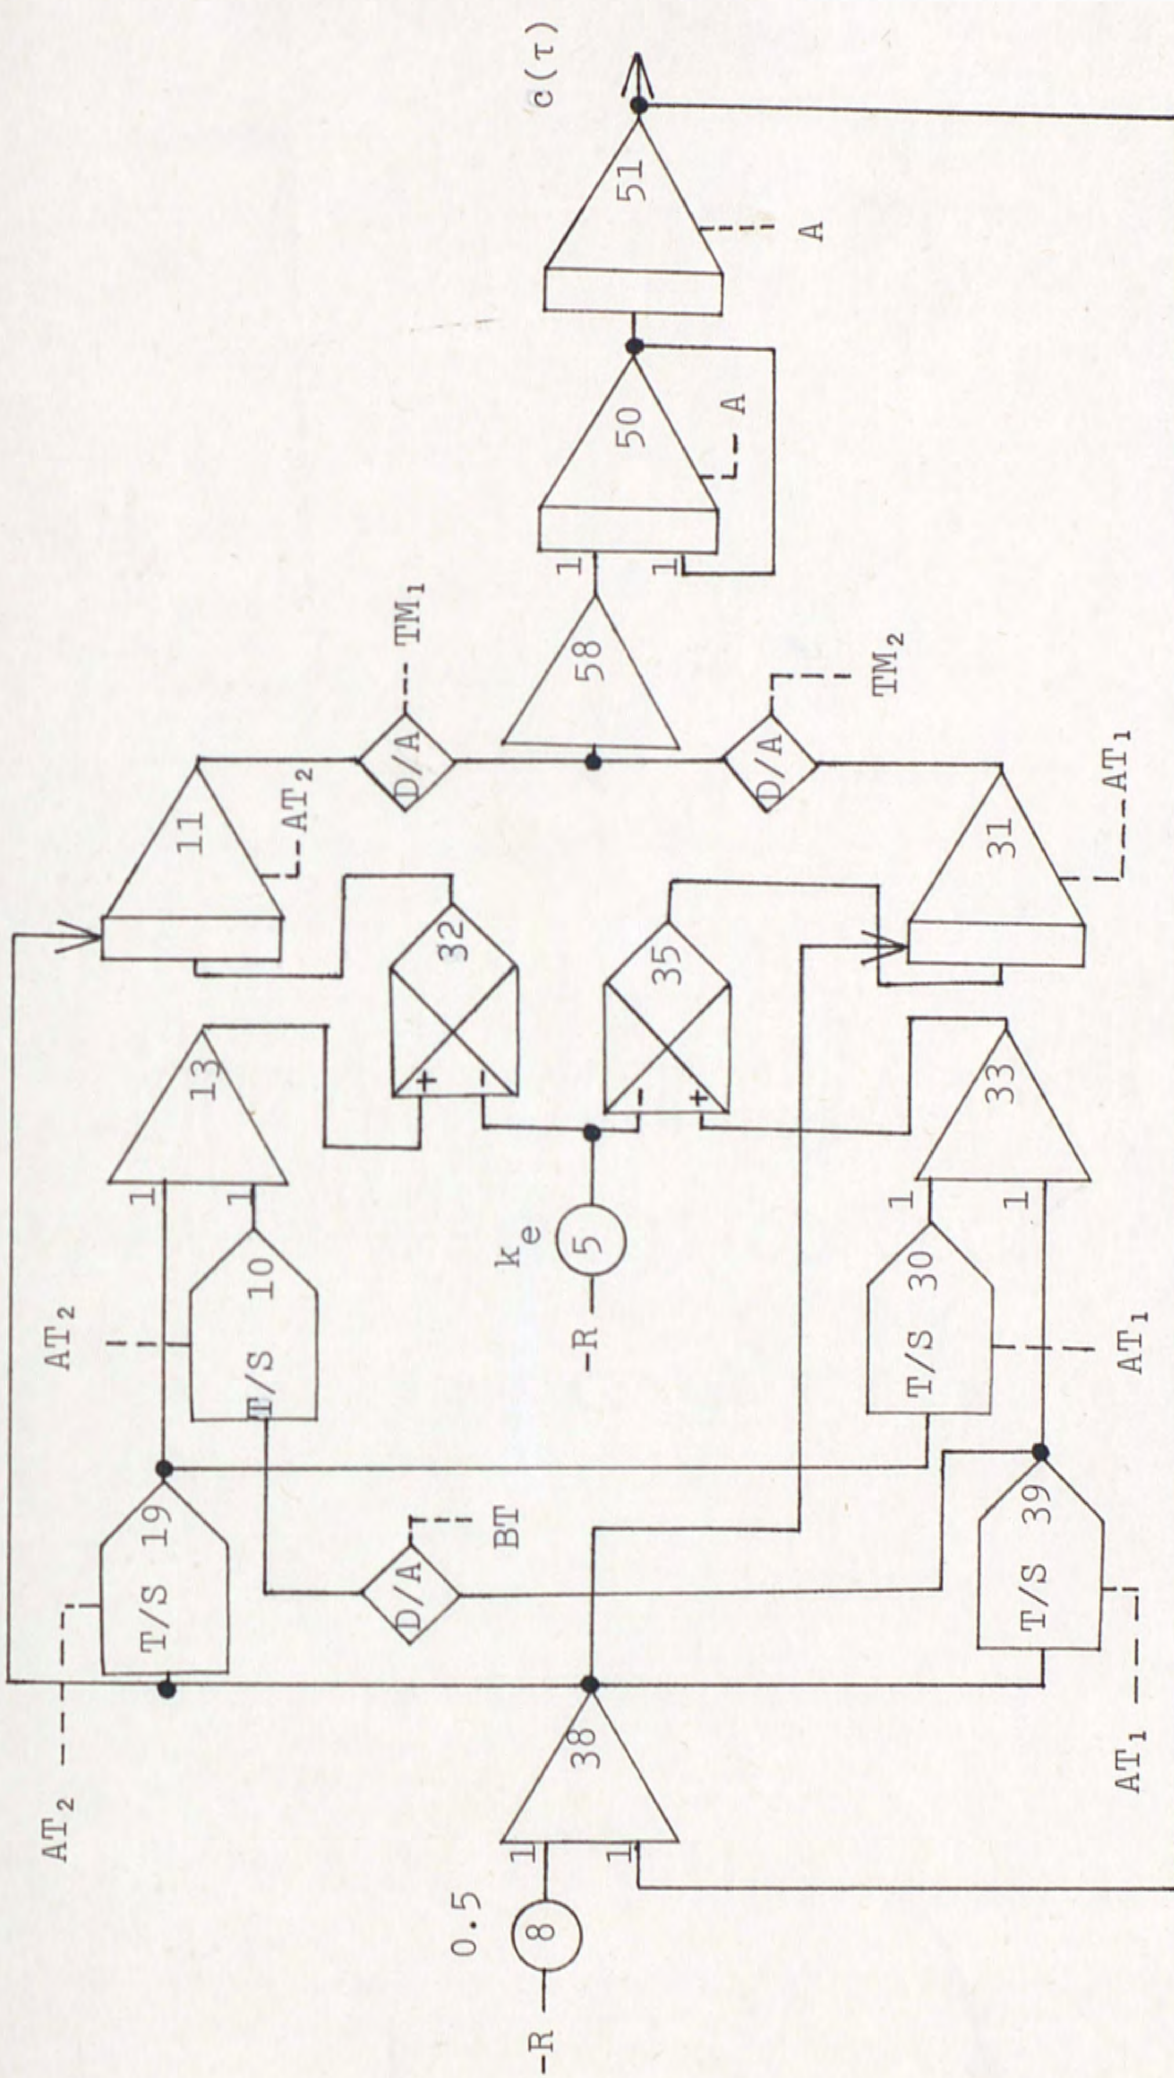 AT₂
T/S 19
AT₂
T/S 10
1
1
13
11
AT₂
BT
D/A
-R
5
kₑ
+
-
32
-
+
35
D/A
TM₁
D/A
TM₂
58
1
1
50
A
51
A
c(τ)
-R
8
0.5
1
1
38
AT₁
T/S 39
T/S 30
AT₁
1
1
33
31
AT₁